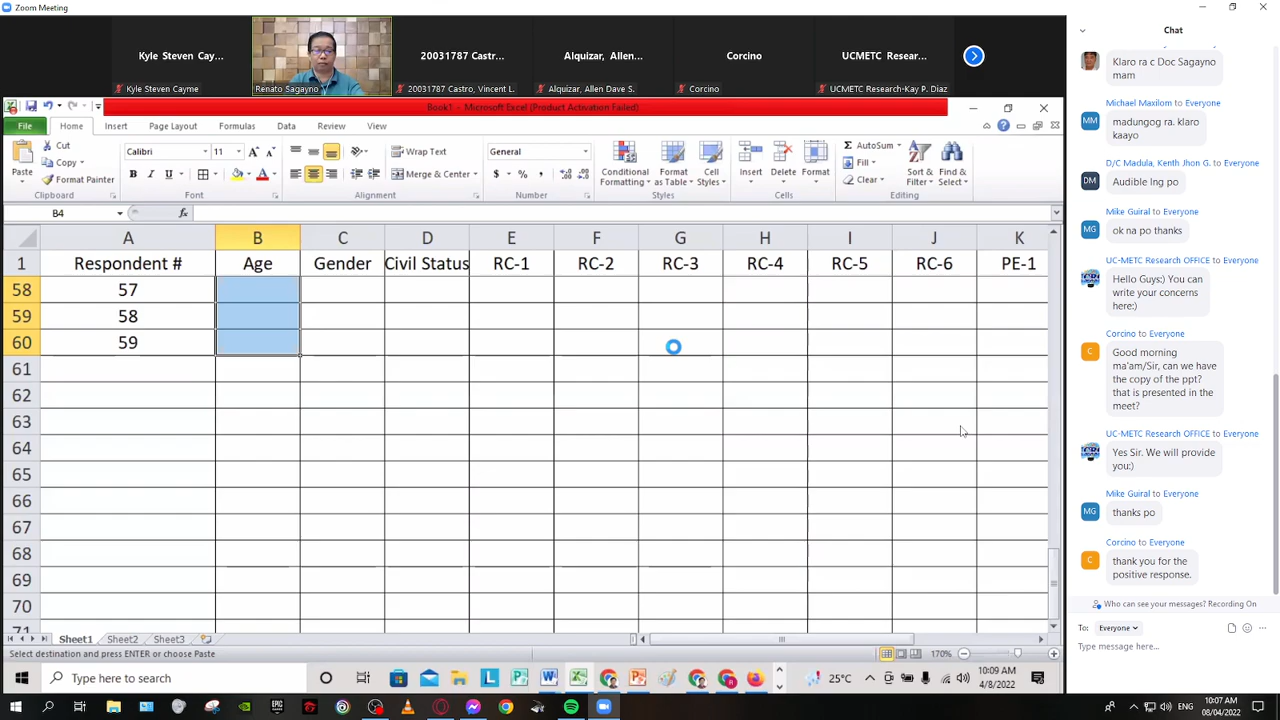 Zoom Meeting
Kyle Steven Cay...
20031787 Castro...
Alquizar, Allen...
Corcino
UCMETC Resear...
Kyle Steven Cayme
Renato Sagayno
20031787 Castro, Vincent L.
Alquizar, Allen Dave S.
Corcino
UCMETC Research-Kay P. Diaz
Book1 - Microsoft Excel (Product Activation Failed)
File Home Insert Page Layout Formulas Data Review View
Paste
Cut
Copy
Format Painter
Clipboard
Calibri 11
B I U
Font
Wrap Text
Merge & Center
Alignment
General
$ % ,
Number
Conditional Formatting
Format as Table
Cell Styles
Styles
Insert Delete Format
Cells
AutoSum
Fill
Clear
Sort & Filter
Find & Select
Editing
B4 fx
A B C D E F G H I J K
1 Respondent # Age Gender Civil Status RC-1 RC-2 RC-3 RC-4 RC-5 RC-6 PE-1
58 57
59 58
60 59
61
62
63
64
65
66
67
68
69
70
71
Sheet1 Sheet2 Sheet3
Select destination and press ENTER or choose Paste
170%
Type here to search
25°C
10:09 AM
4/8/2022
Chat
Klaro ra c Doc Sagayno
mam
Michael Maxilom to Everyone
MM
madungog ra. klaro
kaayo
D/C Madula, Kenth Jhon G. to Everyone
DM
Audible lng po
Mike Guiral to Everyone
MG
ok na po thanks
UC-METC Research OFFICE to Everyone
Hello Guys:) You can
write your concerns
here:)
Corcino to Everyone
C
Good morning
ma'am/Sir, can we have
the copy of the ppt?
that is presented in the
meet?
UC-METC Research OFFICE to Everyone
Yes Sir. We will provide
you:)
Mike Guiral to Everyone
MG
thanks po
Corcino to Everyone
C
thank you for the
positive response.
Who can see your messages? Recording On
To: Everyone
Type message here...
ENG
10:07 AM
08/04/2022